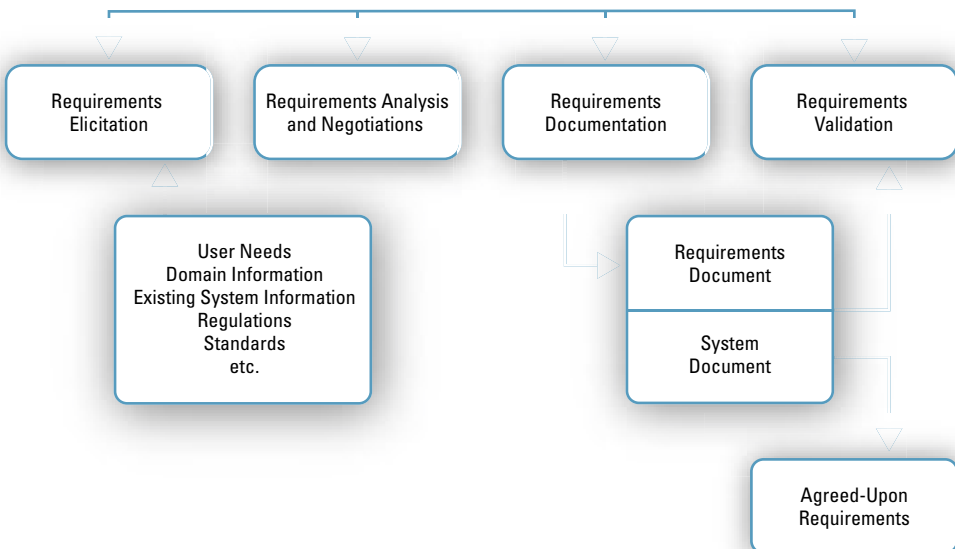 Requirements
Elicitation
Requirements Analysis
and Negotiations
Requirements
Documentation
Requirements
Validation
User Needs
Domain Information
Existing System Information
Regulations
Standards
etc.
Requirements
Document
System
Document
Agreed-Upon
Requirements